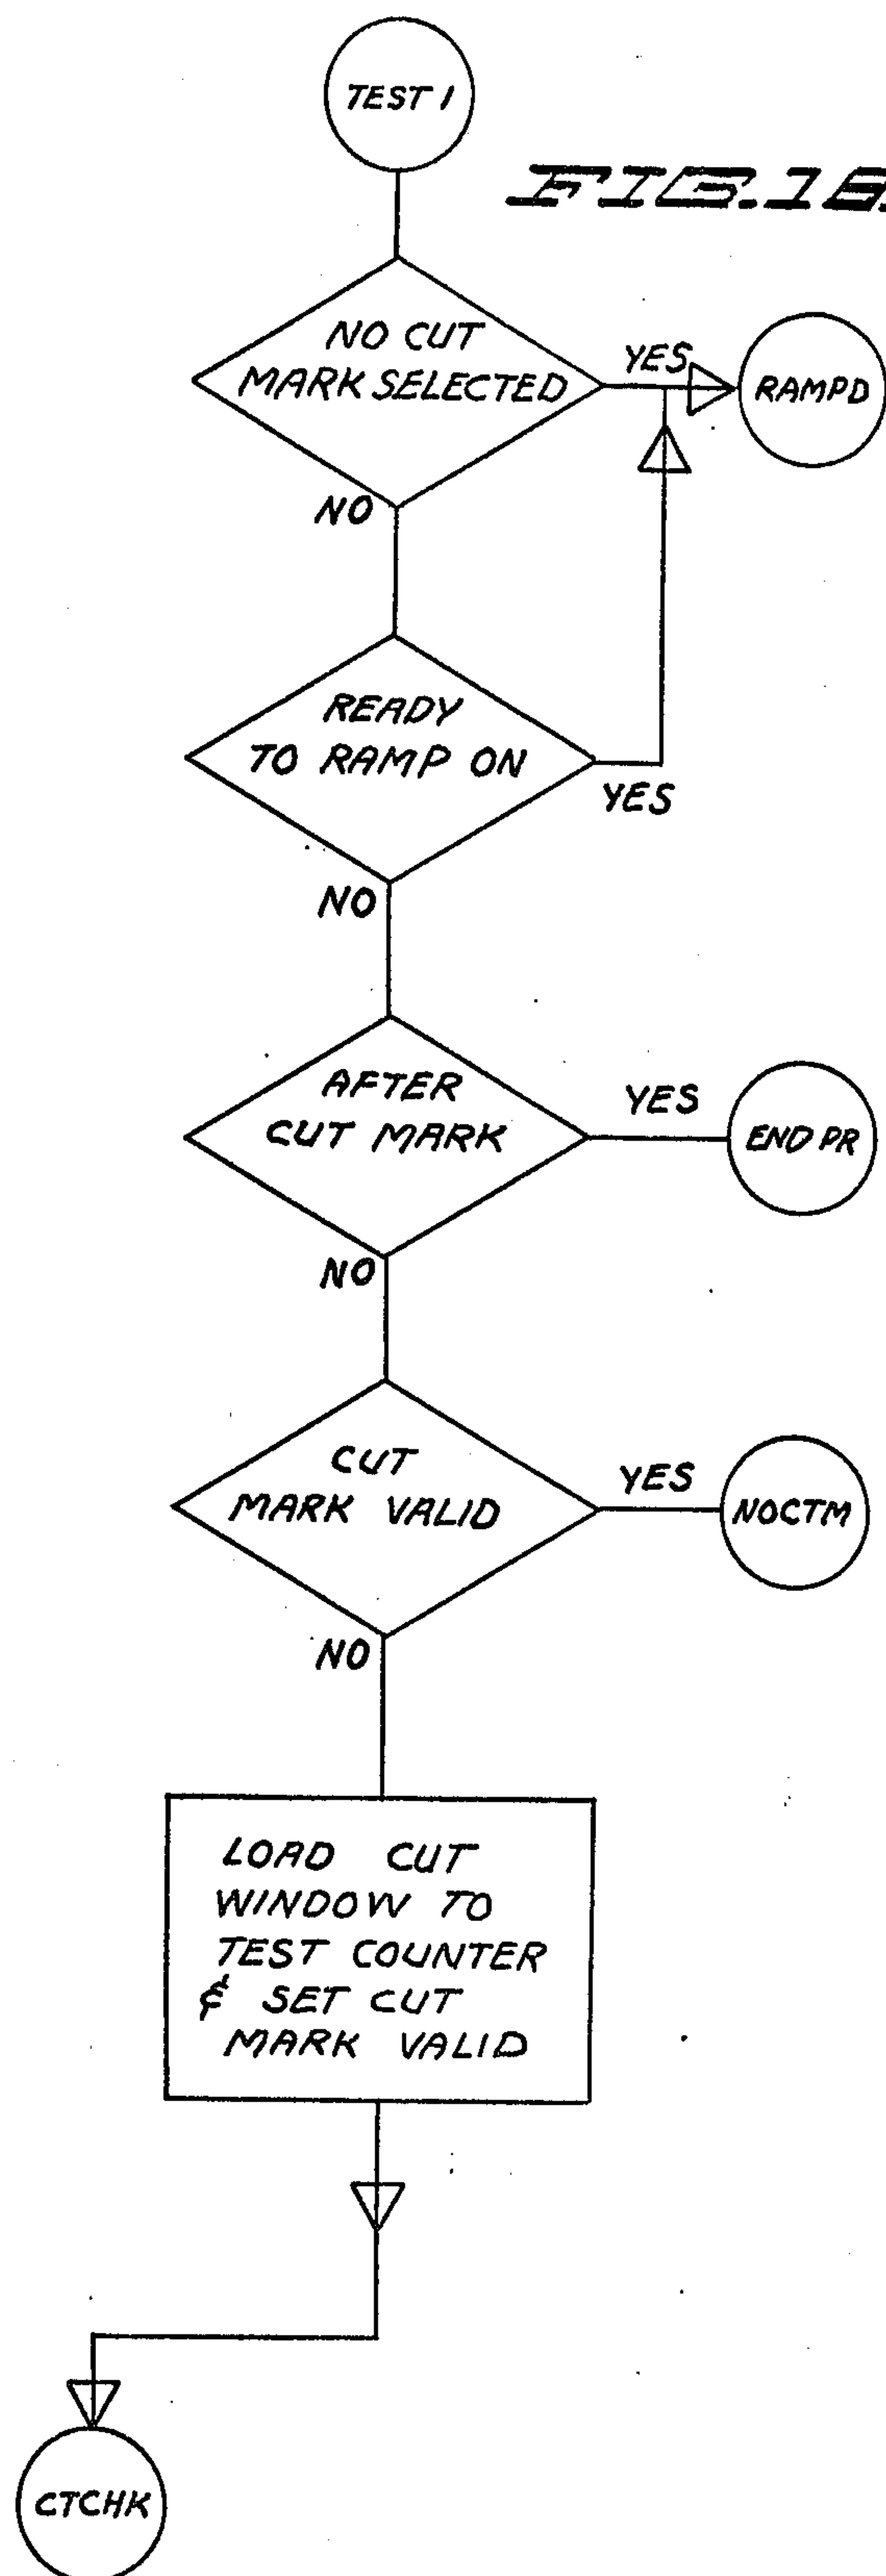 TEST 1
NO CUT
MARK SELECTED
YES
RAMPD
NO
READY
TO RAMP ON
YES
NO
AFTER
CUT MARK
YES
END PR
NO
CUT
MARK VALID
YES
NOCTM
NO
LOAD CUT
WINDOW TO
TEST COUNTER
& SET CUT
MARK VALID
CTCHK